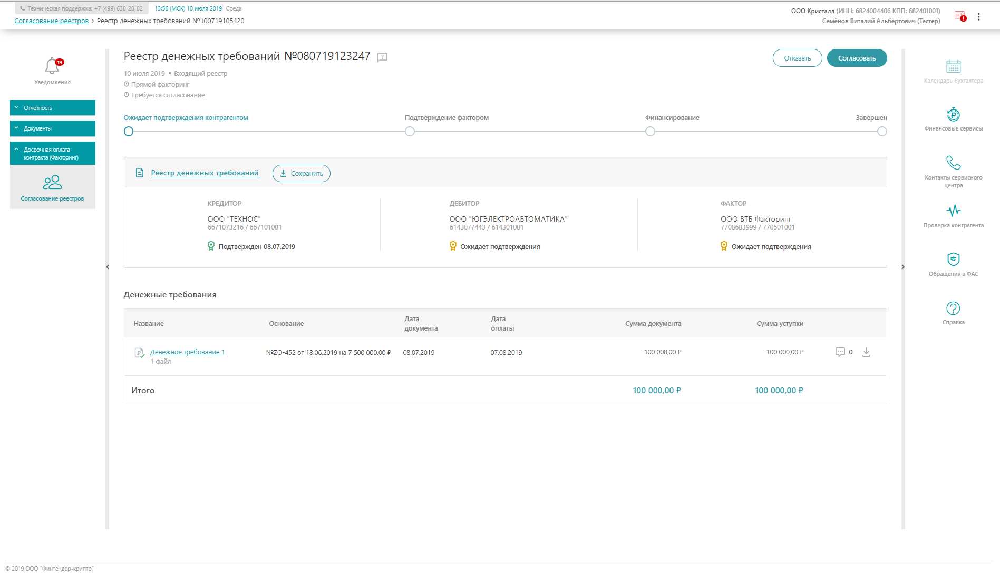 Техническая поддержка: +7 (499) 638-28-82
13:56 (МСК) 10 июля 2019 Среда
ООО Кристалл (ИНН: 6824004406 КПП: 682401001)
Согласование реестров > Реестр денежных требований №100719105420
Семёнов Виталий Альбертович (Тестер)
19
Уведомления
Отчетность
Документы
Досрочная оплата
контракта (Факторинг)
Согласование реестров
Реестр денежных требований №080719123247
Отказать
Согласовать
10 июля 2019 ▪ Входящий реестр
Прямой факторинг
Требуется согласование
Ожидает подтверждения контрагентом
Подтверждение фактором
Финансирование
Завершен
Реестр денежных требований
Сохранить
КРЕДИТОР
ООО "ТЕХНОС"
6671073216 / 667101001
Подтвержден 08.07.2019
ДЕБИТОР
ООО "ЮГЭЛЕКТРОАВТОМАТИКА"
6143077443 / 614301001
Ожидает подтверждения
ФАКТОР
ООО ВТБ Факторинг
7708683999 / 770501001
Ожидает подтверждения
Денежные требования
Название
Основание
Дата
документа
Дата
оплаты
Сумма документа
Сумма уступки
Денежное требование 1
1 файл
№ZO-452 от 18.06.2019 на 7 500 000.00 ₽
08.07.2019
07.08.2019
100 000,00 ₽
100 000,00 ₽
0
Итого
100 000,00 ₽
100 000,00 ₽
Календарь бухгалтера
Финансовые сервисы
Контакты сервисного
центра
Проверка контрагента
Обращения в ФАС
Справка
© 2019 ООО "Финтендер-крипто"